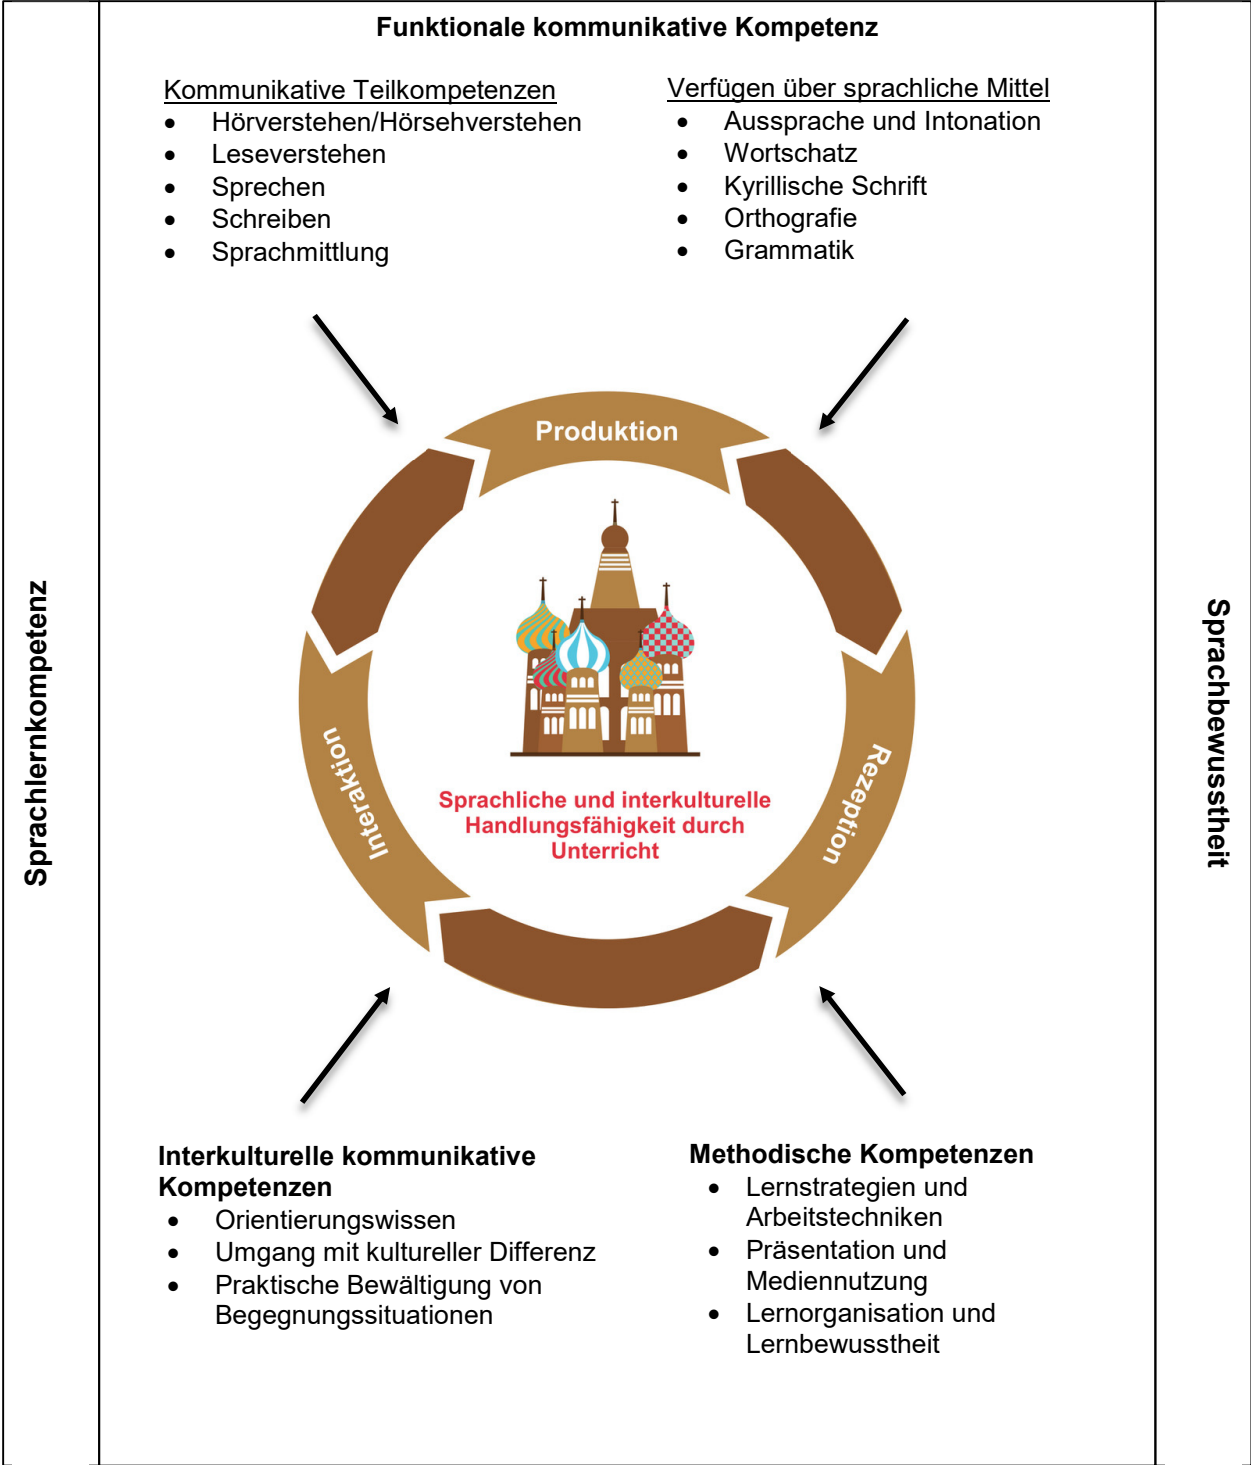 Funktionale kommunikative Kompetenz
Kommunikative Teilkompetenzen
• Hörverstehen/Hörsehverstehen
• Leseverstehen
• Sprechen
• Schreiben
• Sprachmittlung
Verfügen über sprachliche Mittel
• Aussprache und Intonation
• Wortschatz
• Kyrillische Schrift
• Orthografie
• Grammatik
Sprachlernkompetenz
Produktion
Interaktion
Rezeption
Sprachliche und interkulturelle
Handlungsfähigkeit durch
Unterricht
Sprachbewusstheit
Interkulturelle kommunikative
Kompetenzen
• Orientierungswissen
• Umgang mit kultureller Differenz
• Praktische Bewältigung von
Begegnungssituationen
Methodische Kompetenzen
• Lernstrategien und
Arbeitstechniken
• Präsentation und
Mediennutzung
• Lernorganisation und
Lernbewusstheit